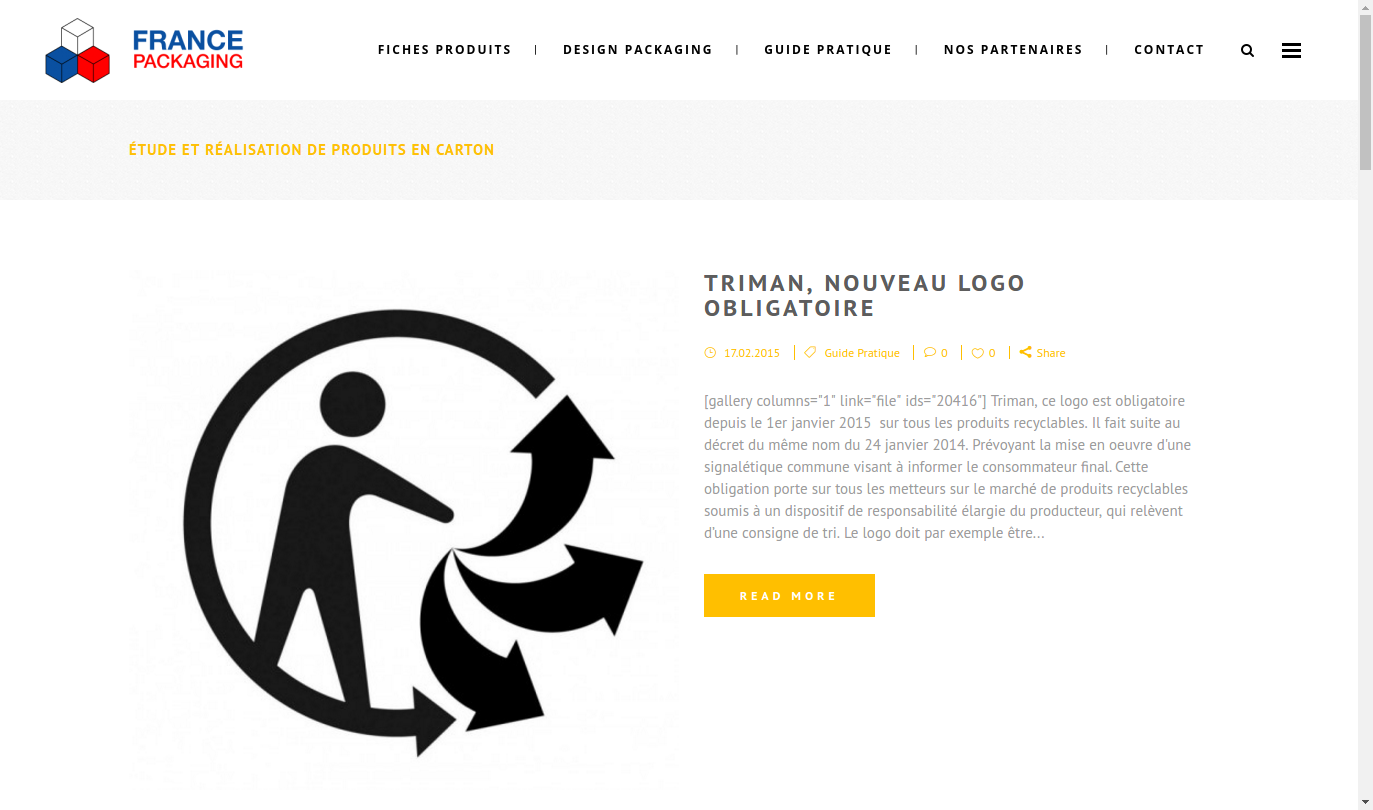 FRANCE
PACKAGING
FICHES PRODUITS | DESIGN PACKAGING | GUIDE PRATIQUE | NOS PARTENAIRES | CONTACT
ÉTUDE ET RÉALISATION DE PRODUITS EN CARTON
TRIMAN, NOUVEAU LOGO
OBLIGATOIRE
17.02.2015 | Guide Pratique | 0 | 0 | Share
[gallery columns="1" link="file" ids="20416"] Triman, ce logo est obligatoire
depuis le 1er janvier 2015  sur tous les produits recyclables. Il fait suite au
décret du même nom du 24 janvier 2014. Prévoyant la mise en oeuvre d'une
signalétique commune visant à informer le consommateur final. Cette
obligation porte sur tous les metteurs sur le marché de produits recyclables
soumis à un dispositif de responsabilité élargie du producteur, qui relèvent
d’une consigne de tri. Le logo doit par exemple être...
READ MORE